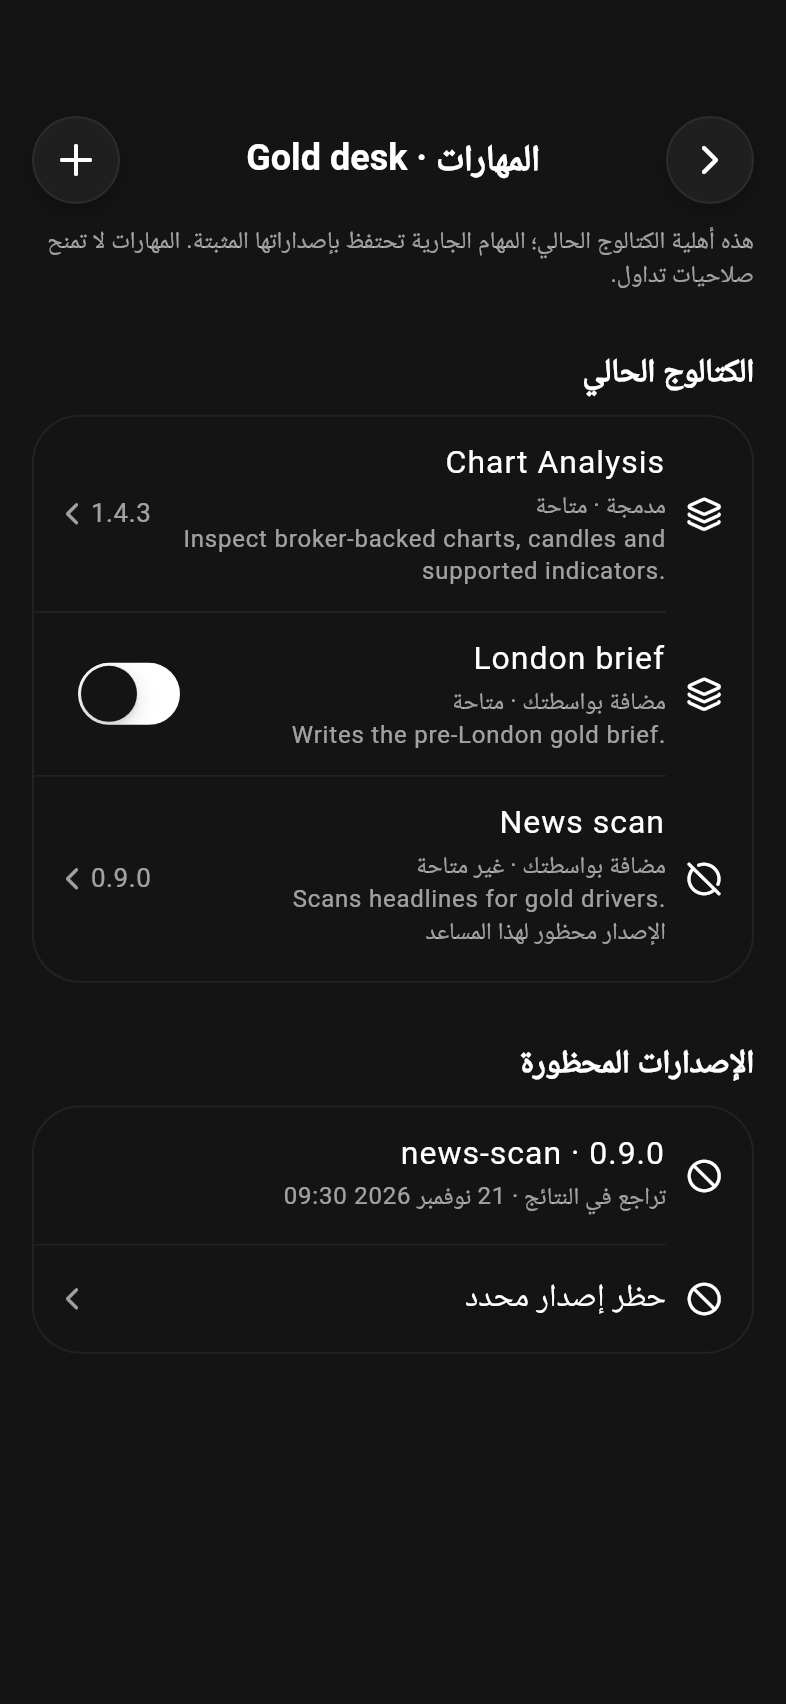 المهارات · Gold desk
هذه أهلية الكتالوج الحالي؛ المهام الجارية تحتفظ بإصداراتها المثبتة. المهارات لا تمنح
صلاحيات تداول.
الكتالوج الحالي
Chart Analysis
مدمجة · متاحة
1.4.3
Inspect broker-backed charts, candles and
supported indicators.
London brief
مضافة بواسطتك · متاحة
Writes the pre-London gold brief.
News scan
مضافة بواسطتك · غير متاحة
0.9.0
Scans headlines for gold drivers.
الإصدار محظور لهذا المساعد
الإصدارات المحظورة
news-scan · 0.9.0
تراجع في النتائج · 21 نوفمبر 2026 09:30
حظر إصدار محدد